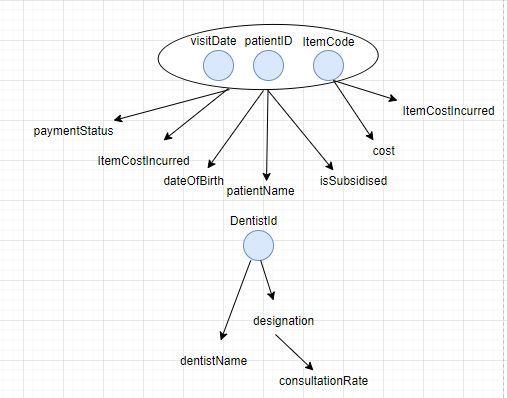 visitDate patientID ItemCode
ItemCostIncurred
paymentStatus
cost
ItemCostIncurred
dateOfBirth
isSubsidised
patientName
DentistId
designation
dentistName
consultationRate